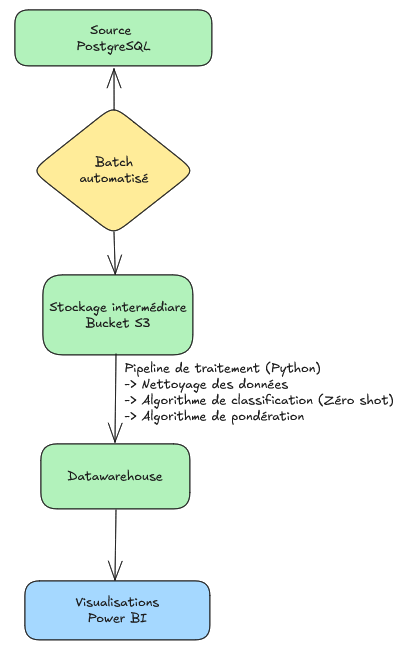 Source
PostgreSQL
Batch
automatisé
Stockage intermédiare
Bucket S3
Pipeline de traitement (Python)
-> Nettoyage des données
-> Algorithme de classification (Zéro shot)
-> Algorithme de pondération
Datawarehouse
Visualisations
Power BI